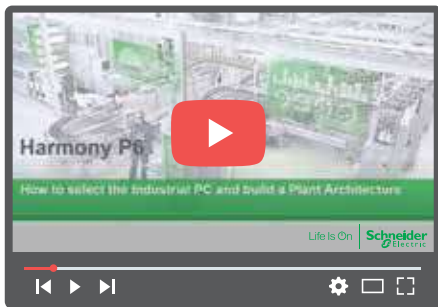 Harmony P6
How to select the Industrial PC and build a Plant Architecture
Life Is On
Schneider
Electric